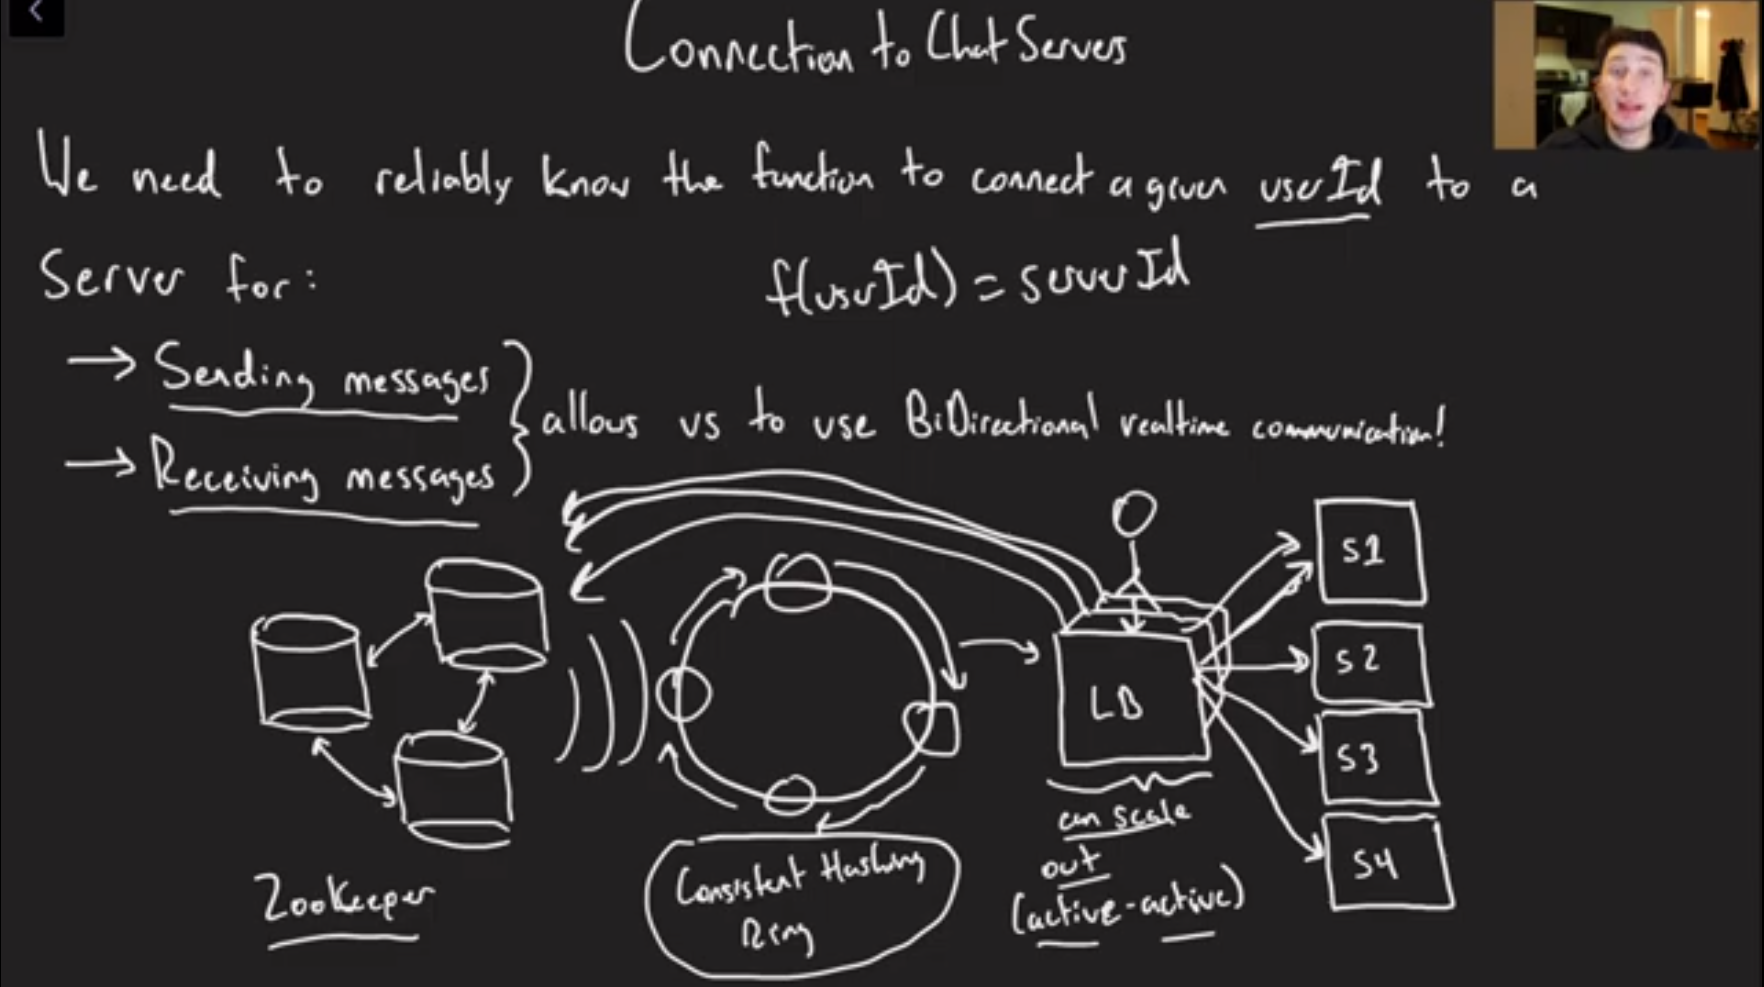 Connection to Chat Servers
We need to reliably know the function to connect a given userId to a
Server for:
f(userId) = serverId
→ Sending messages
→ Receiving messages
allows us to use BiDirectional realtime communication!
S1
S2
LB
S3
can scale
out
(active-active)
S4
Consistent Hashing
Ring
ZooKeeper